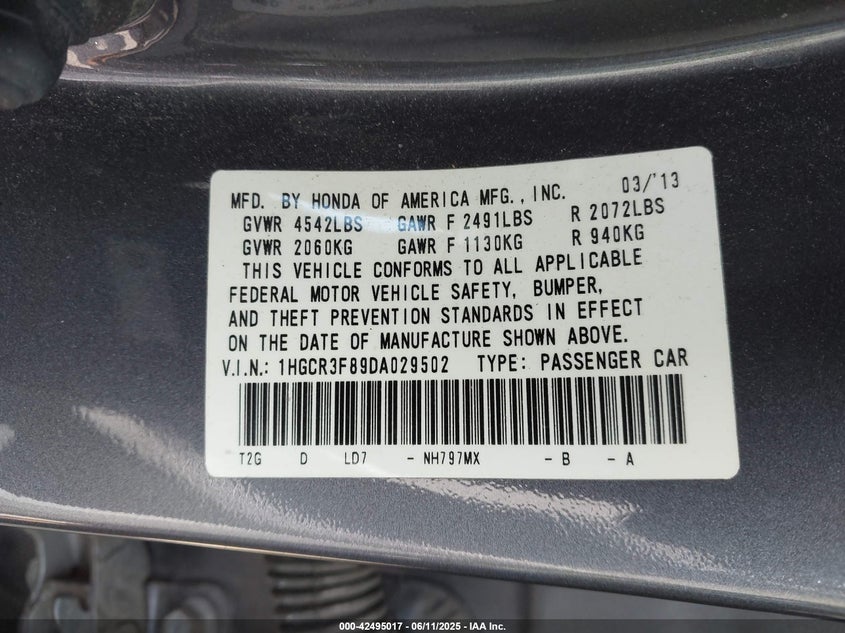 MFD. BY HONDA OF AMERICA MFG., INC. 03/'13
GVWR 4542LBS GAWR F 2491LBS R 2072LBS
GVWR 2060KG GAWR F 1130KG R 940KG
THIS VEHICLE CONFORMS TO ALL APPLICABLE
FEDERAL MOTOR VEHICLE SAFETY, BUMPER,
AND THEFT PREVENTION STANDARDS IN EFFECT
ON THE DATE OF MANUFACTURE SHOWN ABOVE.
V.I.N.: 1HGCR3F89DA029502 TYPE: PASSENGER CAR
T2G D LD7 - NH797MX - B - A
000-42495017 - 06/11/2025 - IAA Inc.